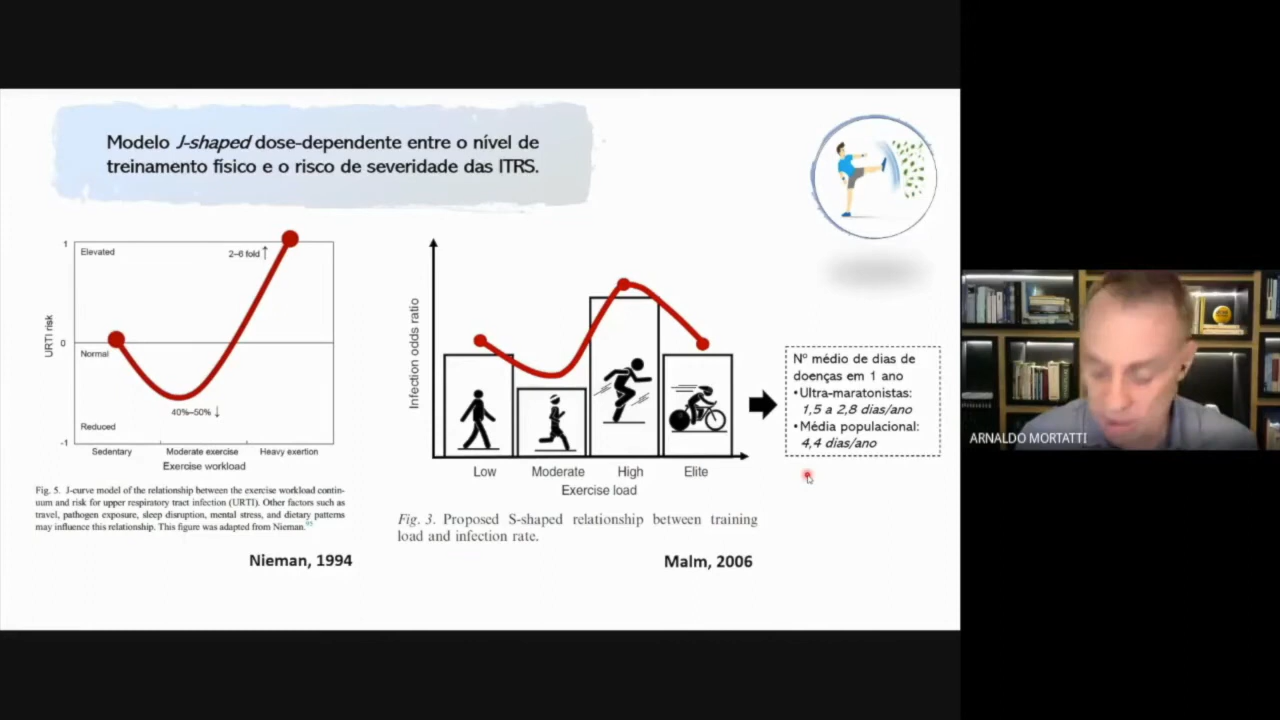 Modelo J-shaped dose-dependente entre o nível de
treinamento físico e o risco de severidade das ITRS.
1
Elevated
2–6 fold ↑
URTI risk
0
Normal
40%–50% ↓
Reduced
-1
Sedentary
Moderate exercise
Heavy exertion
Exercise workload
Fig. 5. J-curve model of the relationship between the exercise workload contin-
uum and risk for upper respiratory tract infection (URTI). Other factors such as
travel, pathogen exposure, sleep disruption, mental stress, and dietary patterns
may influence this relationship. This figure was adapted from Nieman.
Nieman, 1994
Infection odds ratio
Low
Moderate
High
Elite
Exercise load
Fig. 3. Proposed S-shaped relationship between training
load and infection rate.
Malm, 2006
Nº médio de dias de
doenças em 1 ano
•Ultra-maratonistas:
1,5 a 2,8 dias/ano
•Média populacional:
4,4 dias/ano
ARNALDO MORTATTI